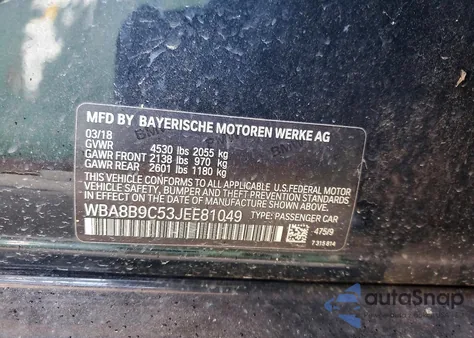 MFD BY BAYERISCHE MOTOREN WERKE AG
03/18
GVWR 4530 lbs 2055 kg
GAWR FRONT 2138 lbs 970 kg
GAWR REAR 2601 lbs 1180 kg
THIS VEHICLE CONFORMS TO ALL APPLICABLE U.S. FEDERAL MOTOR
VEHICLE SAFETY, BUMPER, AND THEFT PREVENTION STANDARDS
IN EFFECT ON THE DATE OF MANUFACTURE SHOWN ABOVE.
WBA8B9C53JEE81049 TYPE: PASSENGER CAR
475/9
7 315 814
autoSnap